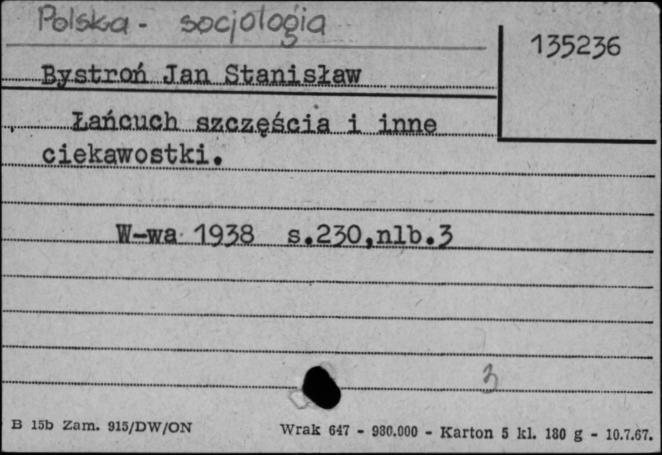 Polska - socjologia
135236
Bystroń Jan Stanisław
Łańcuch szczęścia i inne
ciekawostki.
W-wa 1938 s.230,nlb.3
3
B 15b Zam. 915/DW/ON
Wrak 647 - 980.000 - Karton 5 kl. 180 g - 10.7.67.